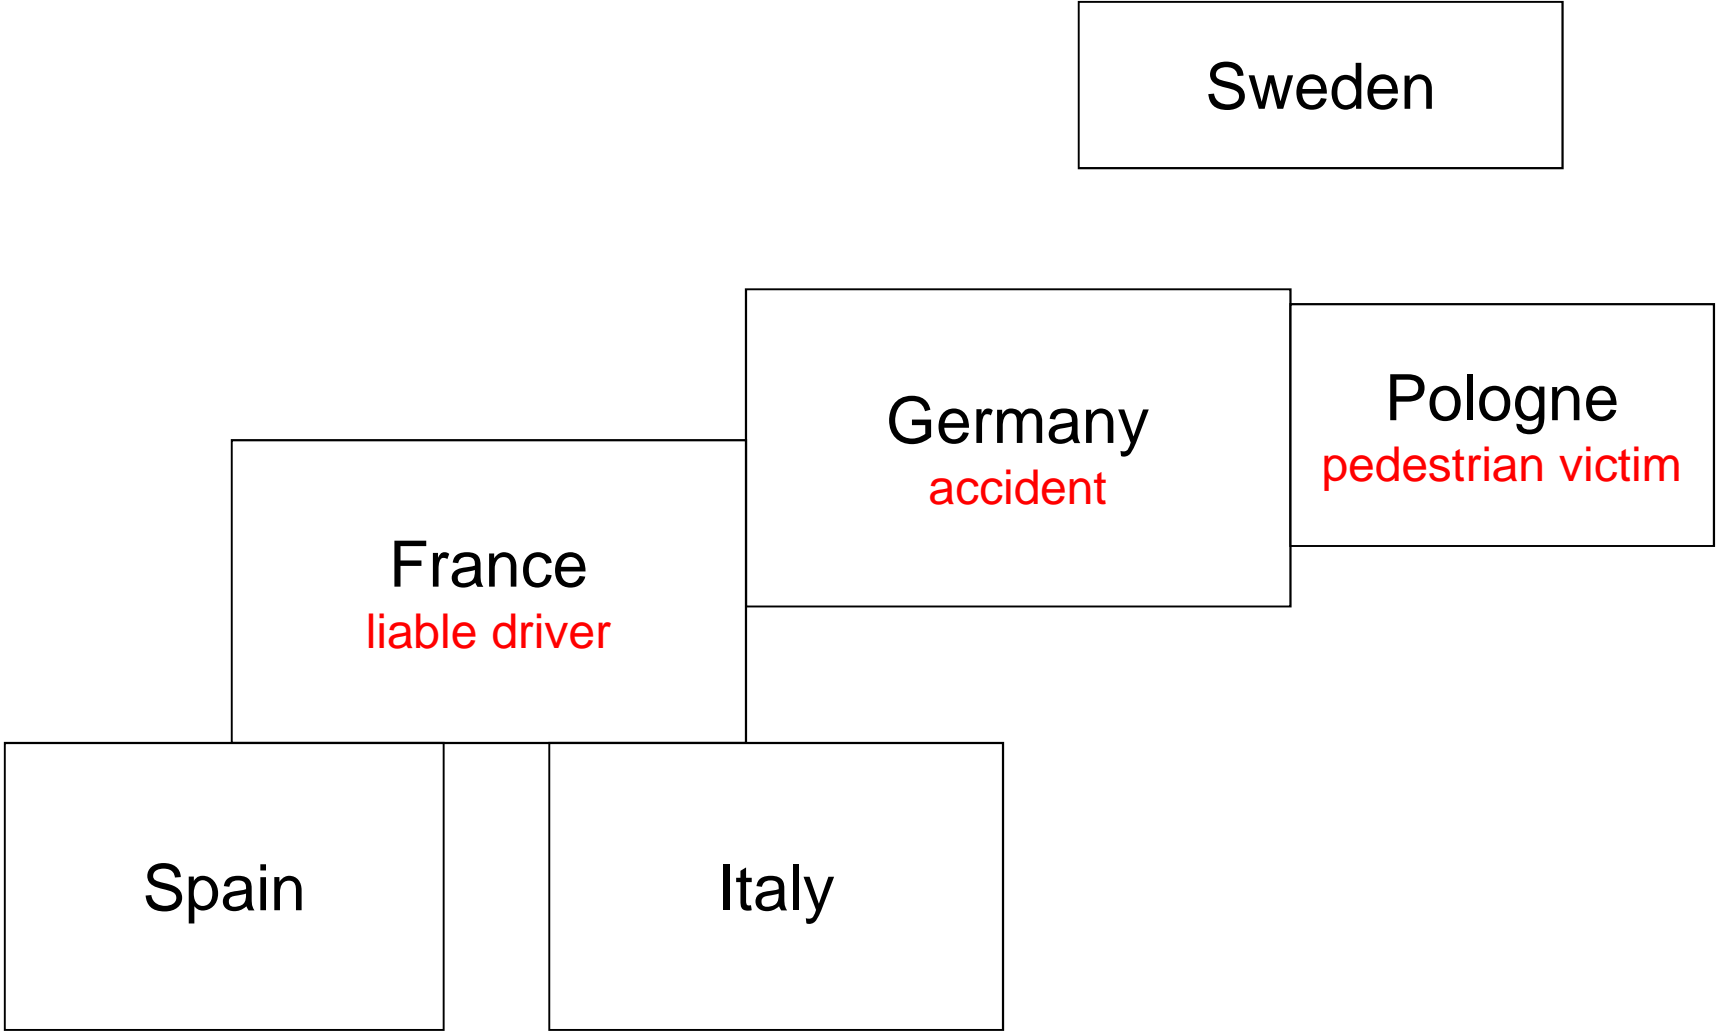 Sweden
Germany
accident
Pologne
pedestrian victim
France
liable driver
Spain
Italy